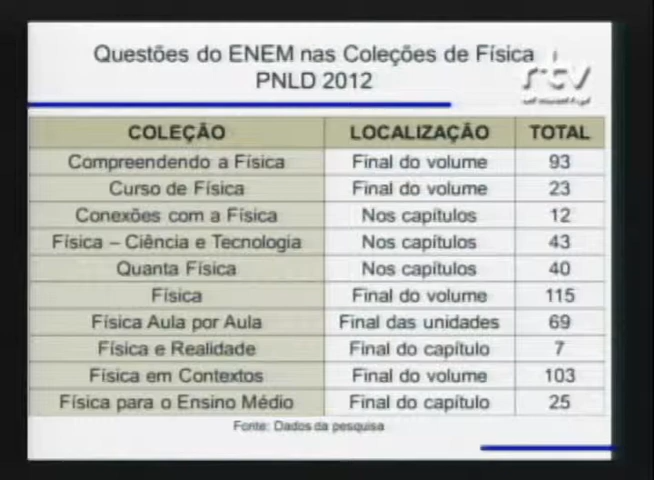 Questões do ENEM nas Coleções de Física
PNLD 2012
COLEÇÃO LOCALIZAÇÃO TOTAL
Compreendendo a Física Final do volume 93
Curso de Física Final do volume 23
Conexões com a Física Nos capítulos 12
Física – Ciência e Tecnologia Nos capítulos 43
Quanta Física Nos capítulos 40
Física Final do volume 115
Física Aula por Aula Final das unidades 69
Física e Realidade Final do capítulo 7
Física em Contextos Final do volume 103
Física para o Ensino Médio Final do capítulo 25
Fonte: Dados da pesquisa